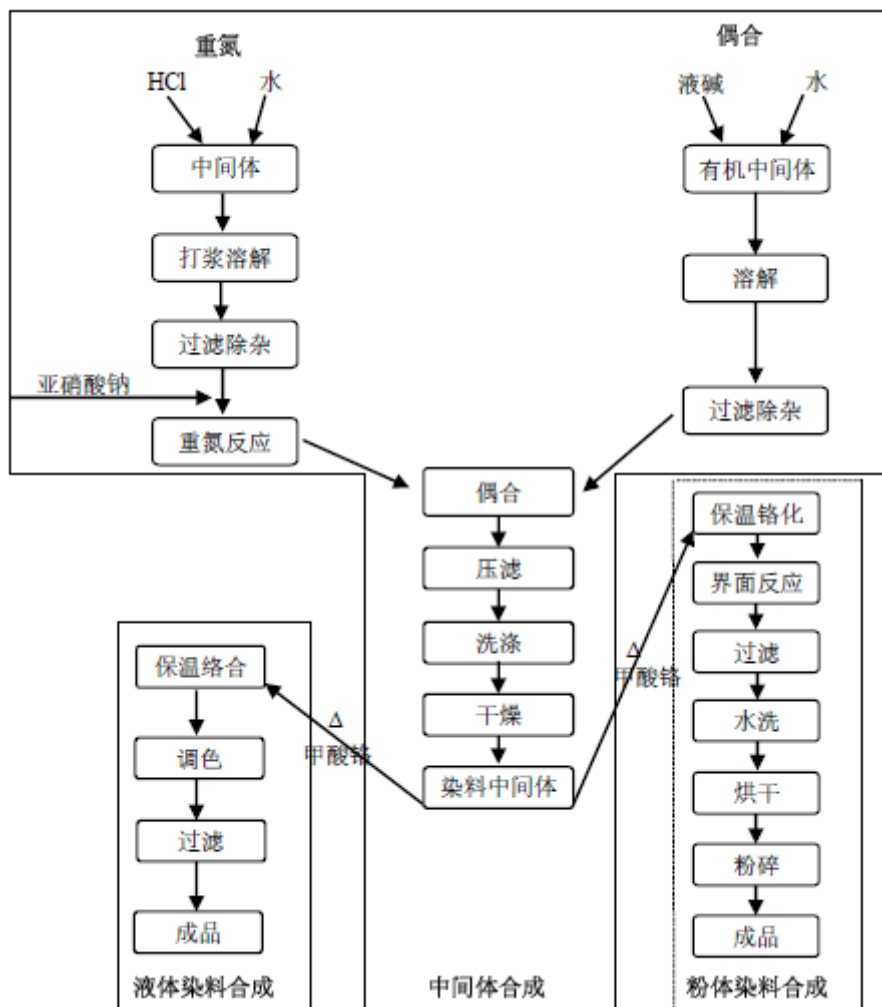 重氮
偶合
HCl
水
液碱
水
中间体
有机中间体
打浆溶解
溶解
过滤除杂
亚硝酸钠
过滤除杂
重氮反应
偶合
保温铬化
压滤
界面反应
洗涤
过滤
保温络合
Δ
甲酸铬
水洗
干燥
Δ
调色
甲酸铬
染料中间体
烘干
过滤
粉碎
成品
成品
液体染料合成
中间体合成
粉体染料合成